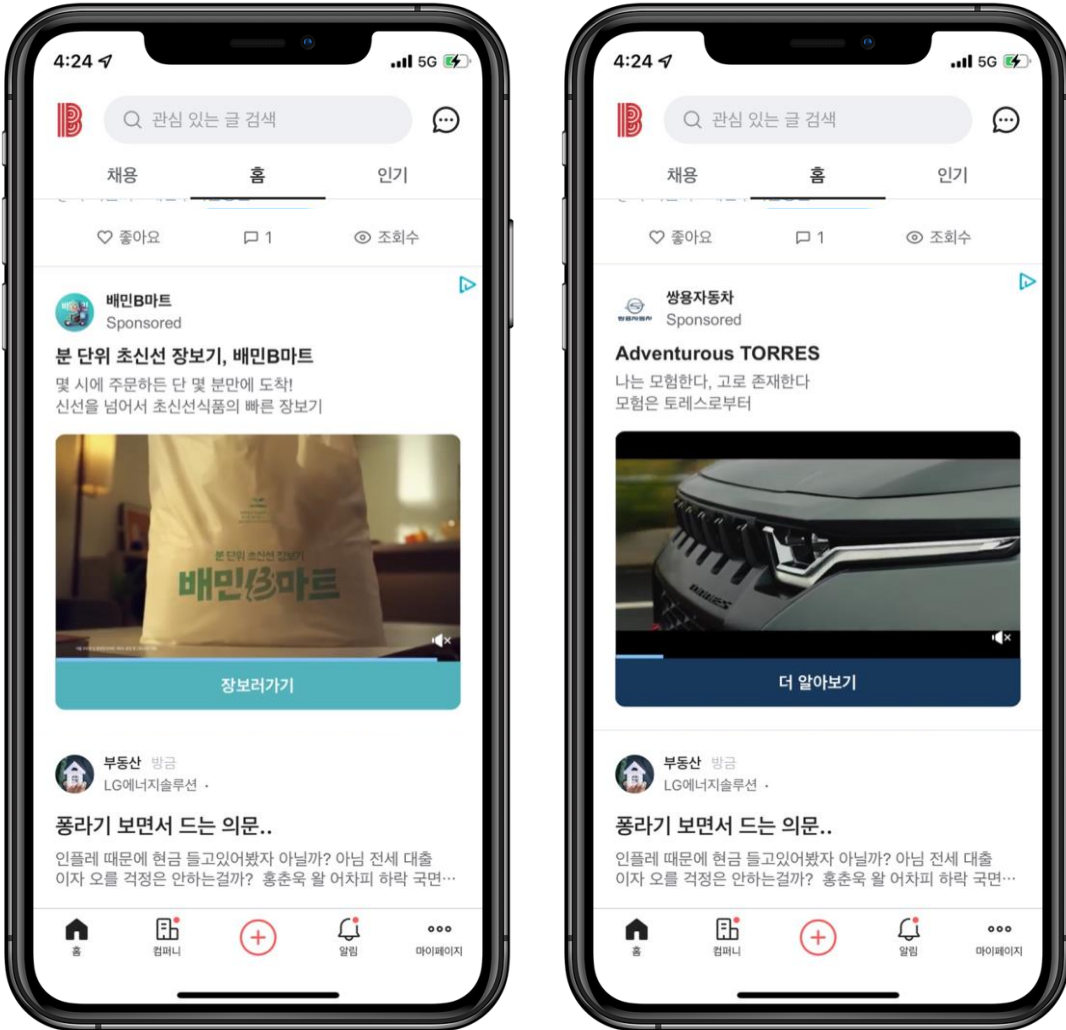 4:24
5G
관심 있는 글 검색
채용
홈
인기
좋아요
1
조회수
배민B마트
Sponsored
분 단위 초신선 장보기, 배민B마트
몇 시에 주문하든 단 몇 분만에 도착!
신선을 넘어서 초신선식품의 빠른 장보기
분 단위 초신선 장보기
배민B마트
장보러가기
부동산 방금
LG에너지솔루션 ·
퐁라기 보면서 드는 의문..
인플레 때문에 현금 들고있어봤자 아닐까? 아님 전세 대출
이자 오를 걱정은 안하는걸까? 홍춘욱 왈 어차피 하락 국면…
홈
컴퍼니
알림
마이페이지
4:24
5G
관심 있는 글 검색
채용
홈
인기
좋아요
1
조회수
쌍용자동차
쌍용자동차
Sponsored
Adventurous TORRES
나는 모험한다, 고로 존재한다
모험은 토레스로부터
TORRES
더 알아보기
부동산 방금
LG에너지솔루션 ·
퐁라기 보면서 드는 의문..
인플레 때문에 현금 들고있어봤자 아닐까? 아님 전세 대출
이자 오를 걱정은 안하는걸까? 홍춘욱 왈 어차피 하락 국면…
홈
컴퍼니
알림
마이페이지